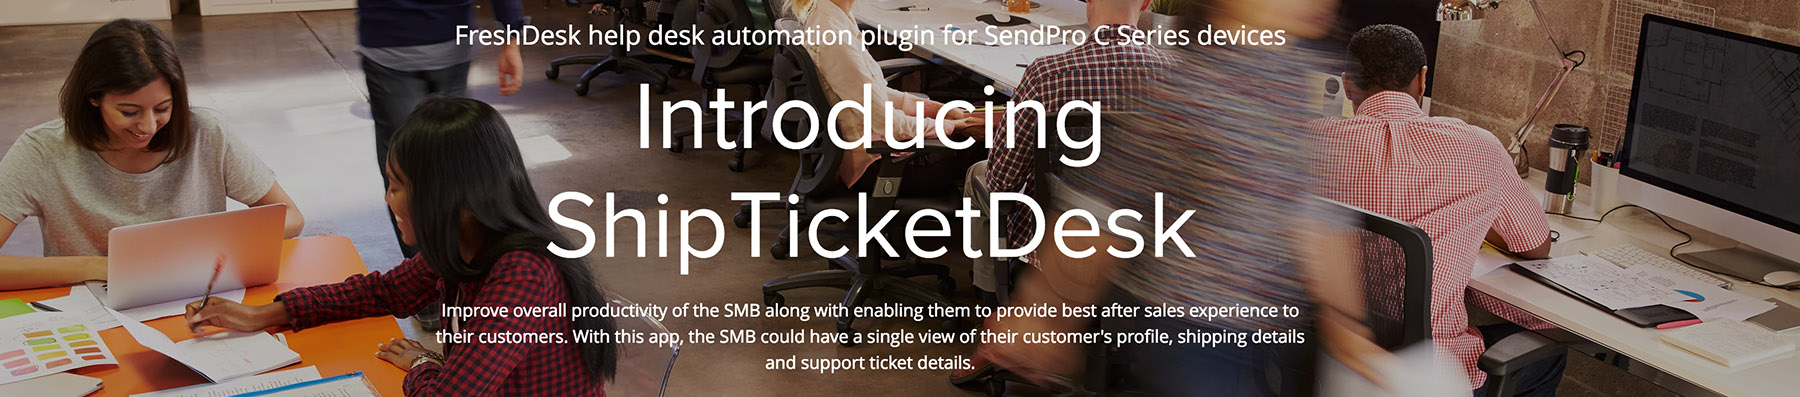 FreshDesk help desk automation plugin for SendPro C Series devices
Introducing
ShipTicketDesk
Improve overall productivity of the SMB along with enabling them to provide best after sales experience to
their customers. With this app, the SMB could have a single view of their customer's profile, shipping details
and support ticket details.